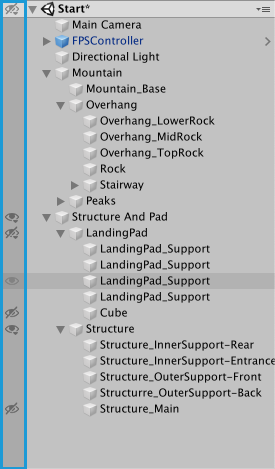 Start*
Main Camera
FPSController
Directional Light
Mountain
Mountain_Base
Overhang
Overhang_LowerRock
Overhang_MidRock
Overhang_TopRock
Rock
Stairway
Peaks
Structure And Pad
LandingPad
LandingPad_Support
LandingPad_Support
LandingPad_Support
LandingPad_Support
Cube
Structure
Structure_InnerSupport-Rear
Structure_InnerSupport-Entrance
Structure_OuterSupport-Front
Structurre_OuterSupport-Back
Structure_Main